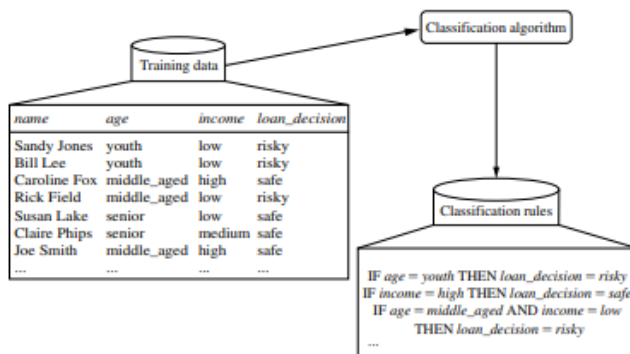 Classification algorithm
Training data
name age income loan_decision
Sandy Jones youth low risky
Bill Lee youth low risky
Caroline Fox middle_aged high safe
Rick Field middle_aged low risky
Susan Lake senior low safe
Claire Phips senior medium safe
Joe Smith middle_aged high safe
... ... ... ...
Classification rules
IF age = youth THEN loan_decision = risky
IF income = high THEN loan_decision = safe
IF age = middle_aged AND income = low
THEN loan_decision = risky
...